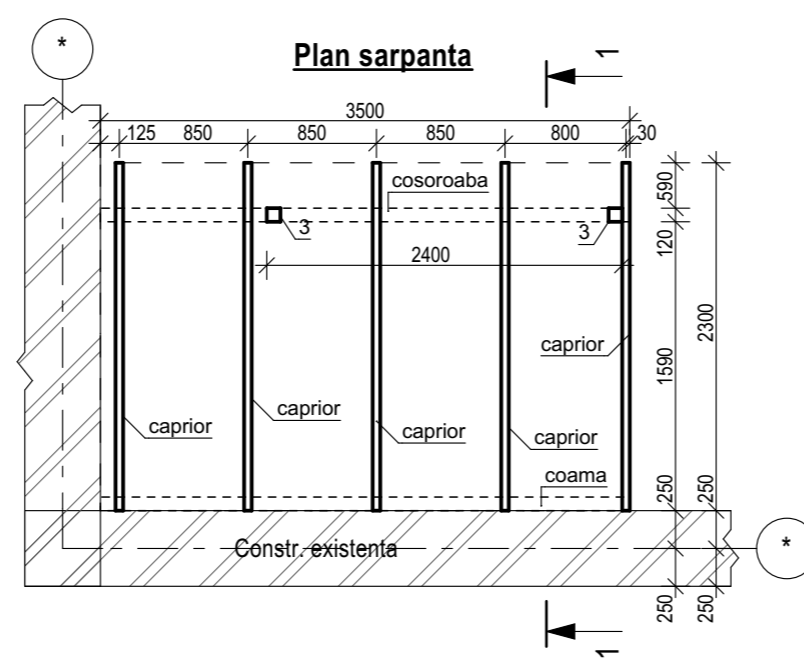 *
Plan sarpanta
1
3500
125 850 850 850 800 30
cosoroaba
590
3
3
120
2400
caprior
1590
2300
caprior
caprior
caprior
caprior
coama
250
250
Constr. existenta
*
250
250
1